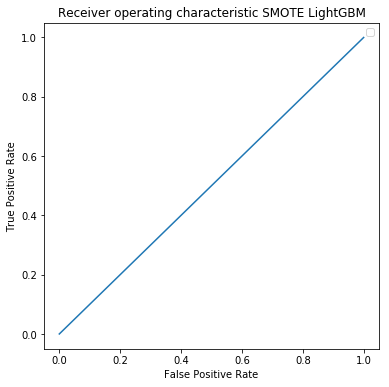 Receiver operating characteristic SMOTE LightGBM
1.0
0.8
0.6
0.4
0.2
0.0
True Positive Rate
0.0 0.2 0.4 0.6 0.8 1.0
False Positive Rate